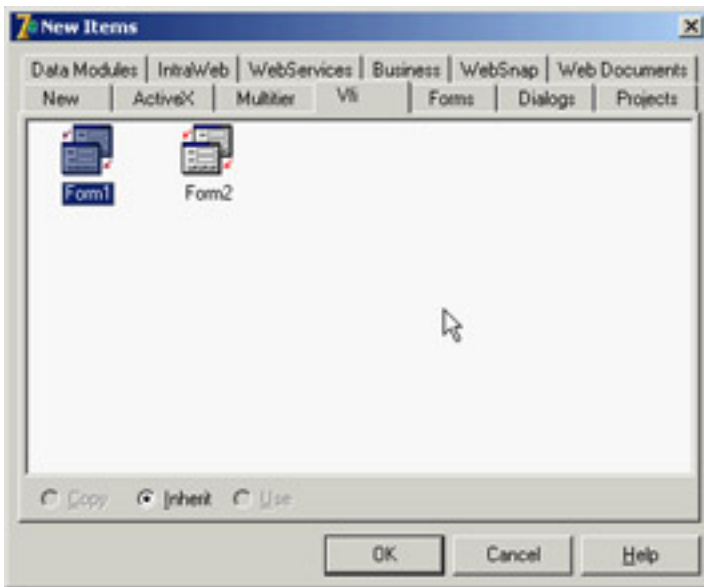 New Items
Data Modules IntraWeb WebServices Business WebSnap Web Documents
New ActiveX Multitier Vfi Forms Dialogs Projects
Form1 Form2
Copy Inherit Use
OK Cancel Help